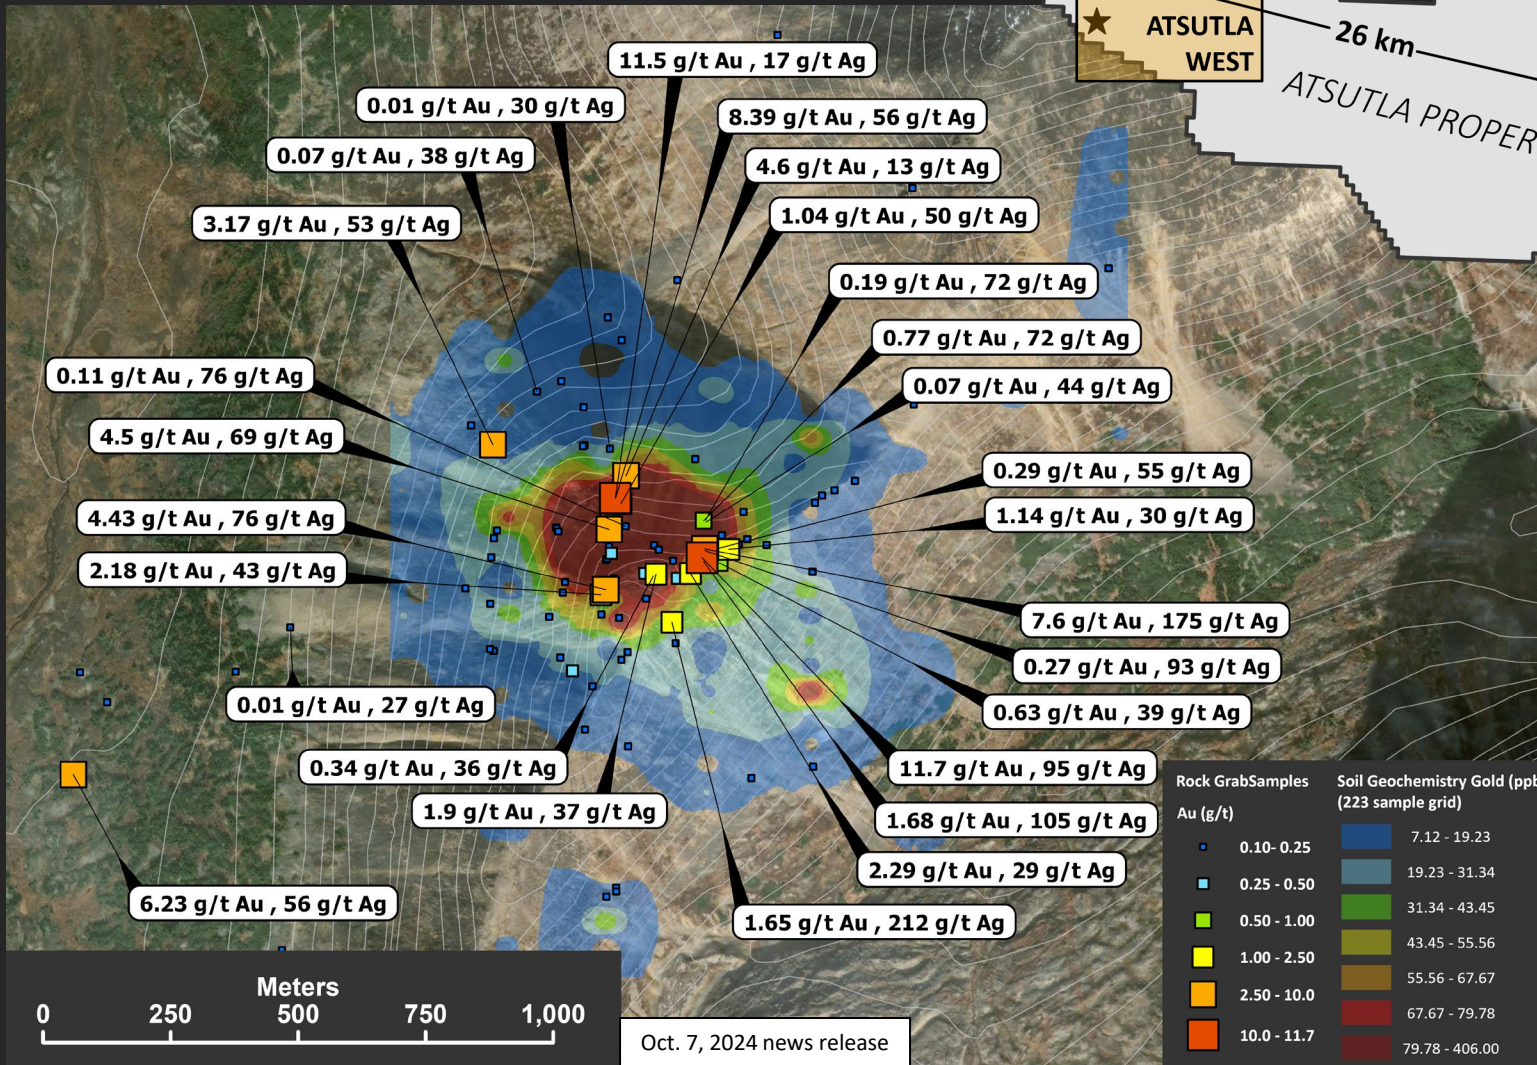 ATSUTLA
WEST
26 km
ATSUTLA PROPER
11.5 g/t Au , 17 g/t Ag
0.01 g/t Au , 30 g/t Ag
8.39 g/t Au , 56 g/t Ag
0.07 g/t Au , 38 g/t Ag
4.6 g/t Au , 13 g/t Ag
3.17 g/t Au , 53 g/t Ag
1.04 g/t Au , 50 g/t Ag
0.19 g/t Au , 72 g/t Ag
0.77 g/t Au , 72 g/t Ag
0.11 g/t Au , 76 g/t Ag
0.07 g/t Au , 44 g/t Ag
4.5 g/t Au , 69 g/t Ag
0.29 g/t Au , 55 g/t Ag
4.43 g/t Au , 76 g/t Ag
1.14 g/t Au , 30 g/t Ag
2.18 g/t Au , 43 g/t Ag
7.6 g/t Au , 175 g/t Ag
0.27 g/t Au , 93 g/t Ag
0.01 g/t Au , 27 g/t Ag
0.63 g/t Au , 39 g/t Ag
0.34 g/t Au , 36 g/t Ag
11.7 g/t Au , 95 g/t Ag
1.9 g/t Au , 37 g/t Ag
1.68 g/t Au , 105 g/t Ag
2.29 g/t Au , 29 g/t Ag
6.23 g/t Au , 56 g/t Ag
1.65 g/t Au , 212 g/t Ag
Rock GrabSamples
Au (g/t)
0.10- 0.25
0.25 - 0.50
0.50 - 1.00
1.00 - 2.50
2.50 - 10.0
10.0 - 11.7
Soil Geochemistry Gold (ppb
(223 sample grid)
7.12 - 19.23
19.23 - 31.34
31.34 - 43.45
43.45 - 55.56
55.56 - 67.67
67.67 - 79.78
79.78 - 406.00
Meters
0 250 500 750 1,000
Oct. 7, 2024 news release